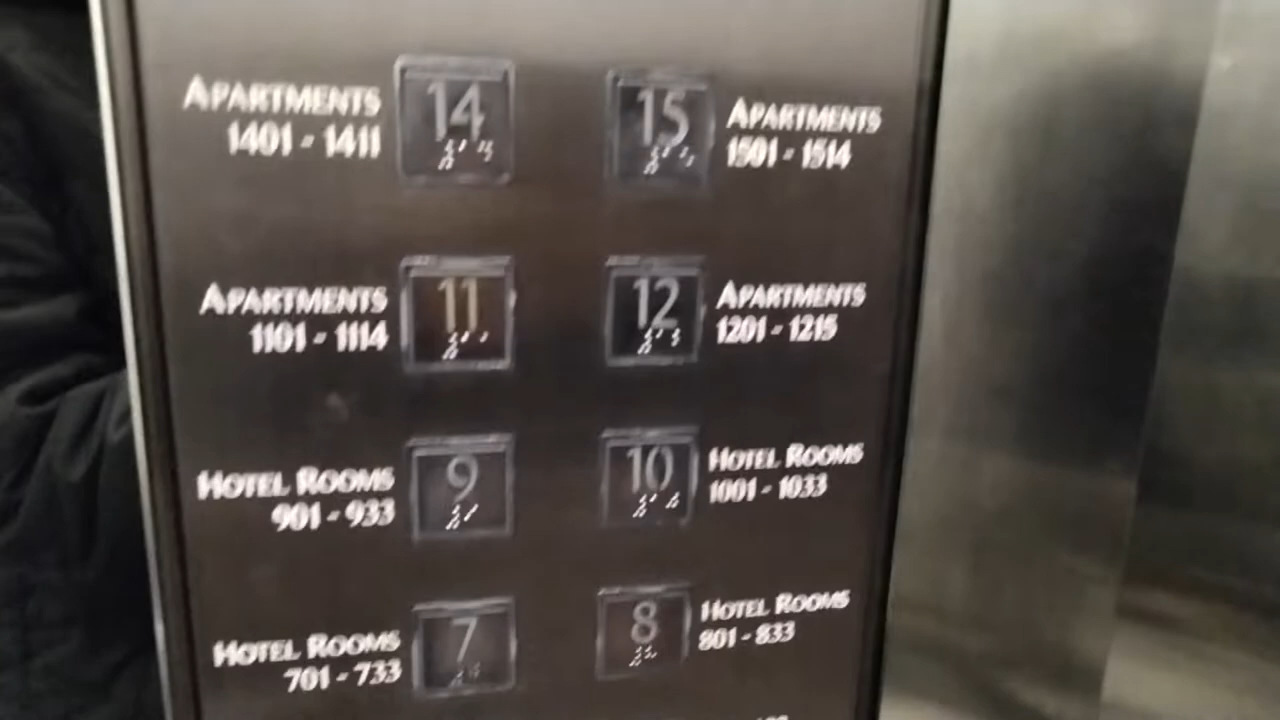 APARTMENTS
1401 - 1411
14
15
APARTMENTS
1501 - 1514
APARTMENTS
1101 - 1114
11
12
APARTMENTS
1201 - 1215
HOTEL ROOMS
901 - 933
9
10
HOTEL ROOMS
1001 - 1033
HOTEL ROOMS
701 - 733
7
8
HOTEL ROOMS
801 - 833